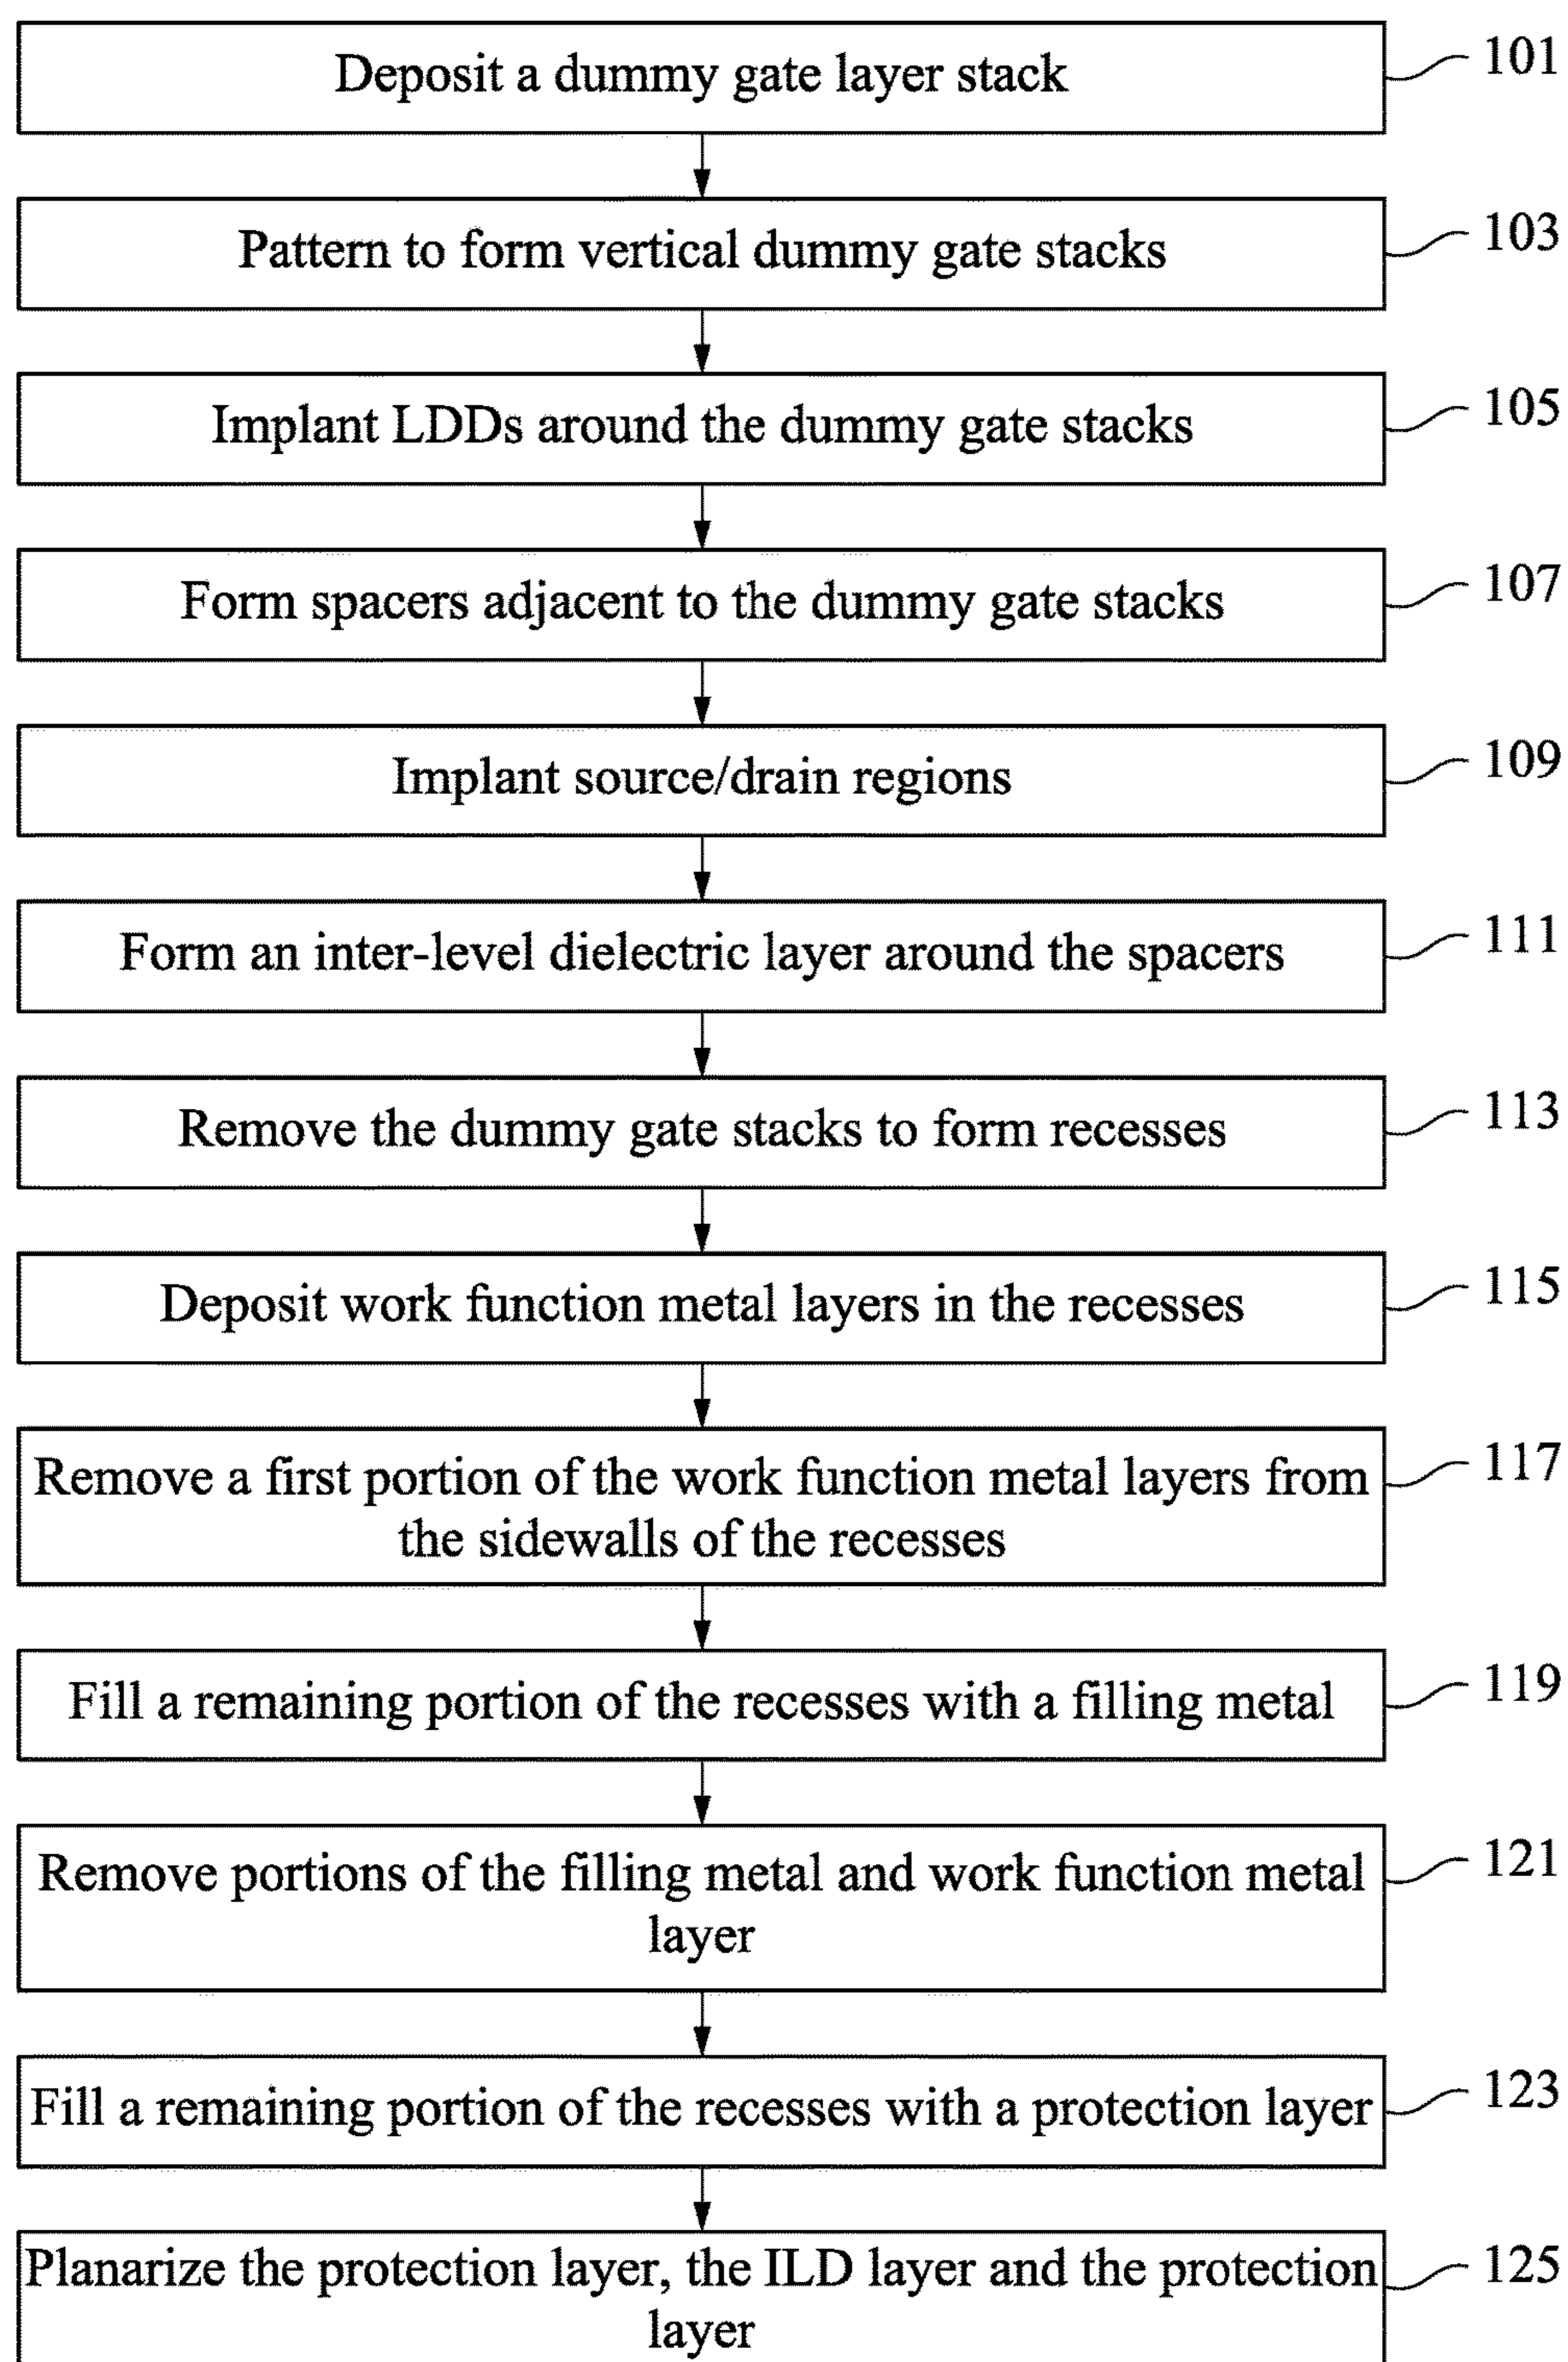 Deposit a dummy gate layer stack
101
Pattern to form vertical dummy gate stacks
103
Implant LDDs around the dummy gate stacks
105
Form spacers adjacent to the dummy gate stacks
107
Implant source/drain regions
109
Form an inter-level dielectric layer around the spacers
111
Remove the dummy gate stacks to form recesses
113
Deposit work function metal layers in the recesses
115
Remove a first portion of the work function metal layers from
the sidewalls of the recesses
117
Fill a remaining portion of the recesses with a filling metal
119
Remove portions of the filling metal and work function metal
layer
121
Fill a remaining portion of the recesses with a protection layer
123
Planarize the protection layer, the ILD layer and the protection
layer
125